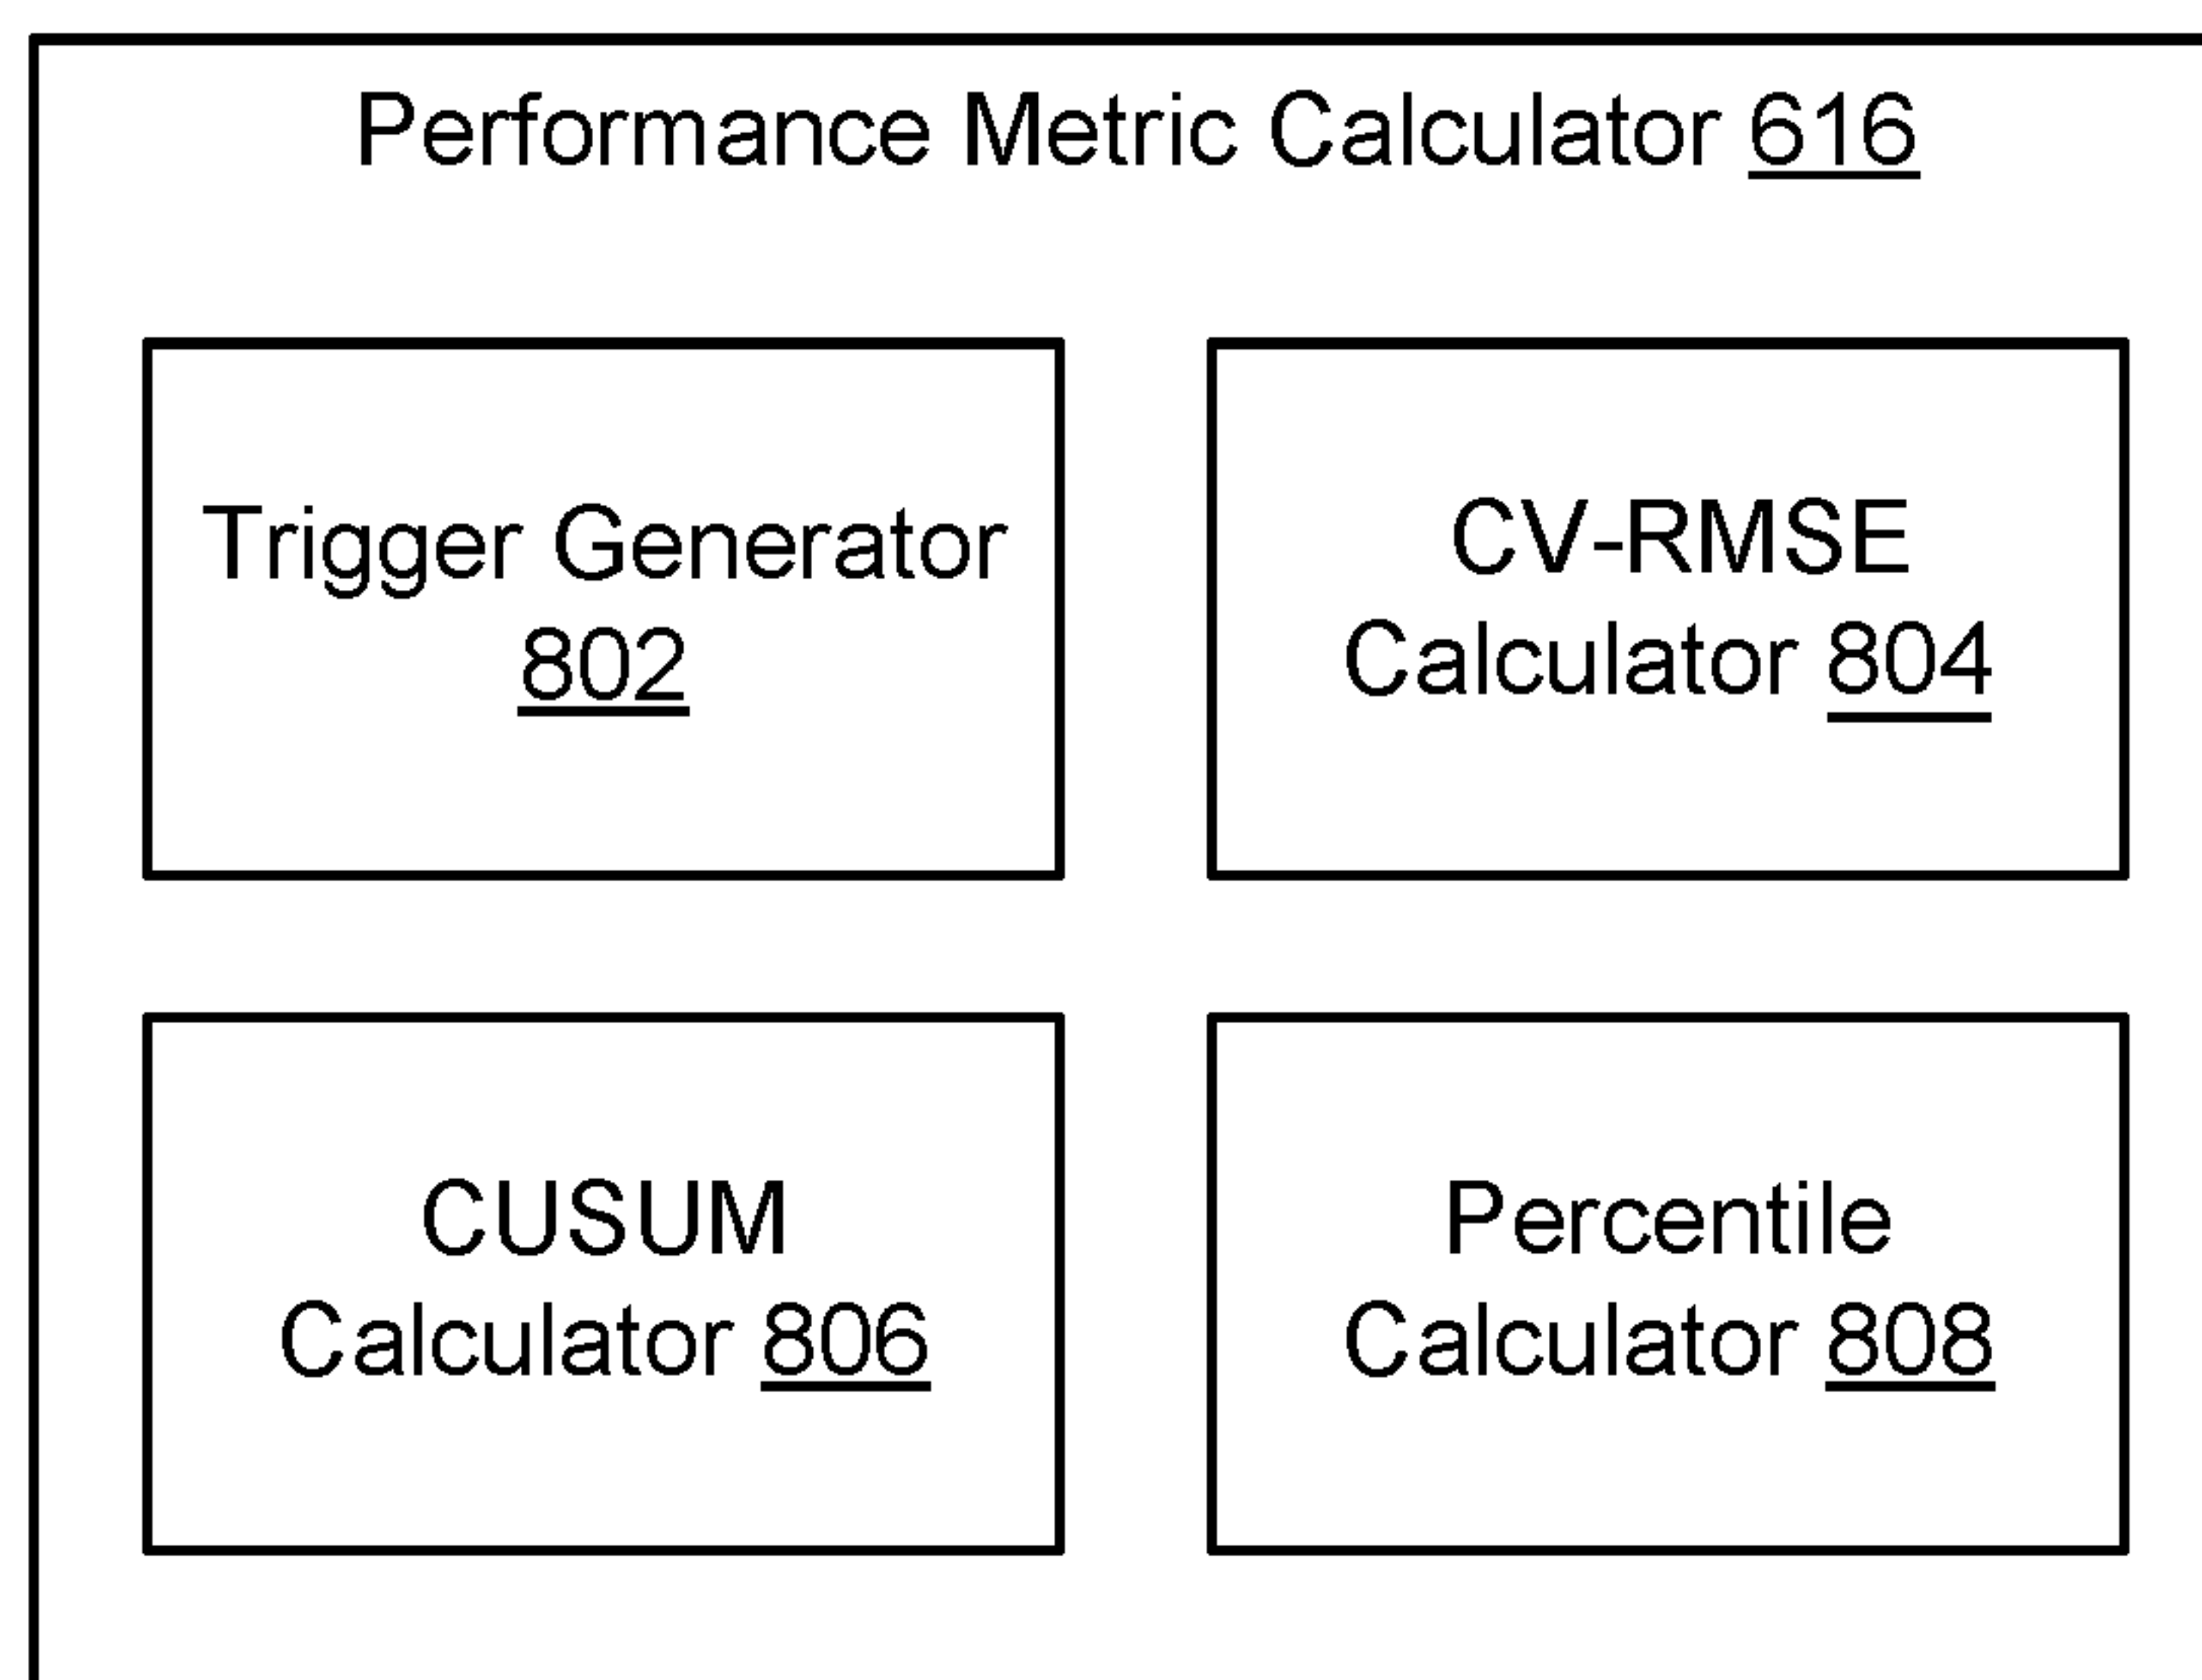 Performance Metric Calculator 616
Trigger Generator
802
CV-RMSE
Calculator 804
CUSUM
Calculator 806
Percentile
Calculator 808